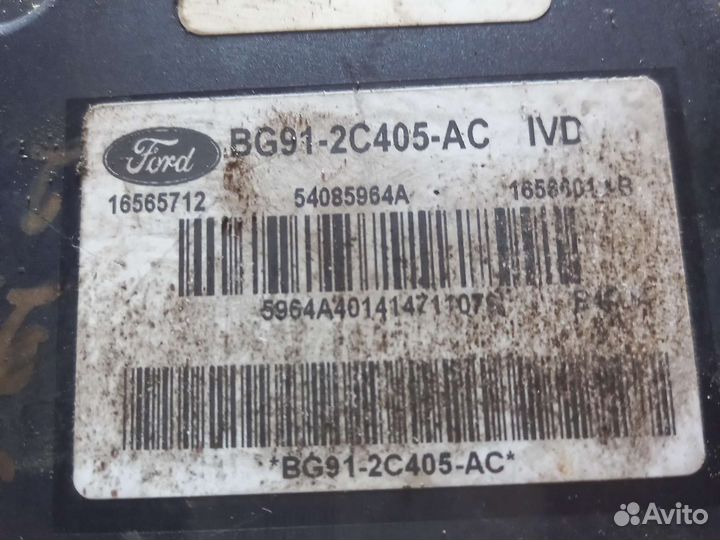 Ford BG91-2C405-AC IVD
16565712 54085964A
*BG91-2C405-AC*
Avito